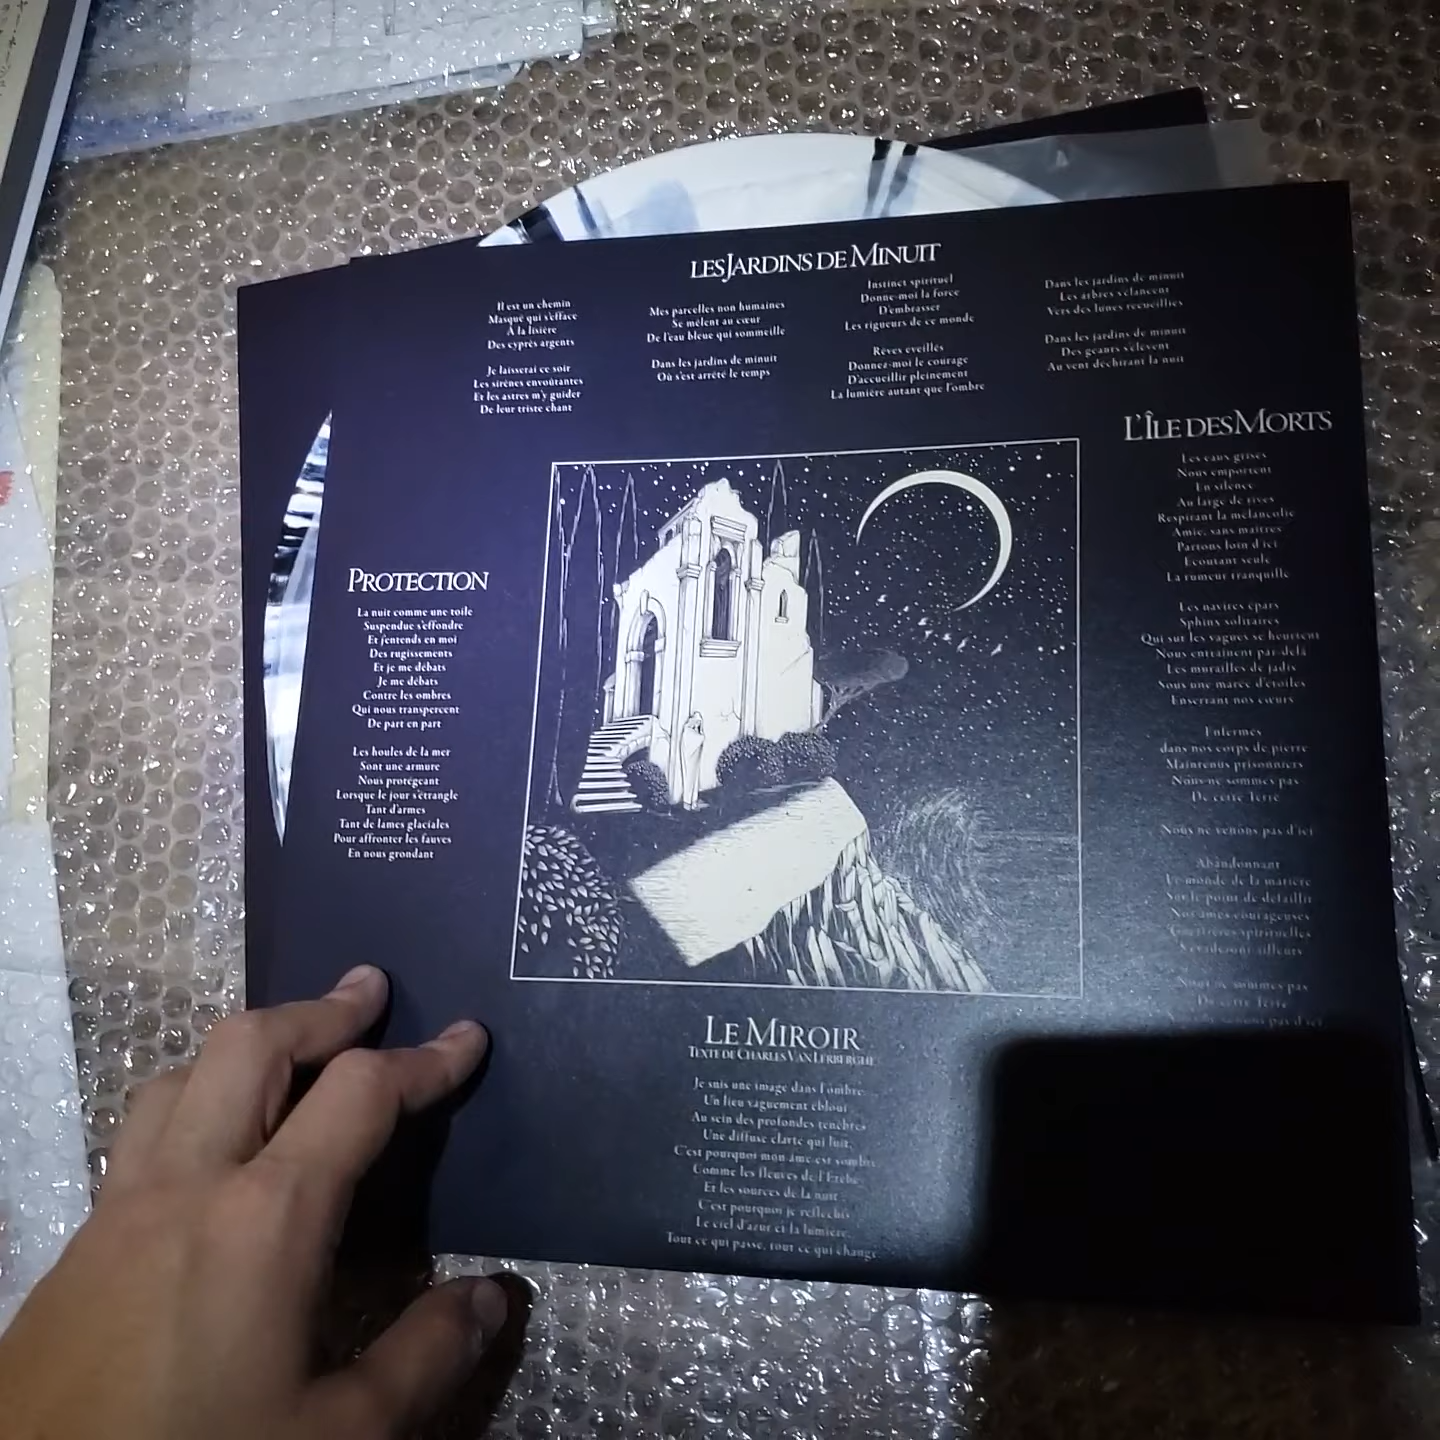 LES JARDINS DE MINUIT
Il est un chemin
Masqué qui s'efface
À la lisière
Des cyprès argents
Je laisserai ce soir
Les sirènes envoûtantes
Et les astres m'y guider
De leur triste chant
Mes parcelles non humaines
Se mêlent au cœur
De l'eau bleue qui sommeille
Dans les jardins de minuit
Où s'est arrêté le temps
Instinct spirituel
Donne-moi la force
D'embrasser
Les rigueurs de ce monde
Rêves éveillés
Donnez-moi le courage
D'accueillir pleinement
La lumière autant que l'ombre
Dans les jardins de minuit
Les arbres s'élancent
Vers des lunes recueillies
Dans les jardins de minuit
Des géants s'élèvent
Au vent déchirant la nuit
PROTECTION
La nuit comme une toile
Suspendue s'effondre
Et j'entends en moi
Des rugissements
Et je me débats
Je me débats
Contre les ombres
Qui nous transpercent
De part en part
Les houles de la mer
Sont une armure
Nous protégeant
Lorsque le jour s'étrangle
Tant d'armes
Tant de lames glaciales
Pour affronter les fauves
En nous grondant
L'ÎLE DES MORTS
Les eaux grises
Nous emportent
En silence
Au large de rives
Respirant la mélancolie
Amie, sans maîtres
Partons loin d'ici
Écoutant seule
La rumeur tranquille
Les navires épars
Sphins solitaires
Qui sur les vagues se heurtent
Nous entraînent par-delà
Les murailles de jadis
Sous une marée d'étoiles
Enserrant nos cœurs
Enfermés
dans nos corps de pierre
Maintenus prisonniers
Nous ne sommes pas
De cette Terre
Nous ne venons pas d'ici
Abandonnant
Le monde de la matière
Sur le point de défaillir
Nos âmes courageuses
Guerrières spirituelles
S'évaderont ailleurs
Nous ne sommes pas
De cette Terre
venons pas d'ici
LE MIROIR
TEXTE DE CHARLES VAN LERBERGHE
Je suis une image dans l'ombre,
Un lieu vaguement ébloui
Au sein des profondes ténèbres
Une diffuse clarté qui luit.
C'est pourquoi mon âme est sombre
Comme les fleuves de l'Érèbe
Et les sources de la nuit
C'est pourquoi je réfléchis
Le ciel d'azur et la lumière,
Tout ce qui passe, tout ce qui change